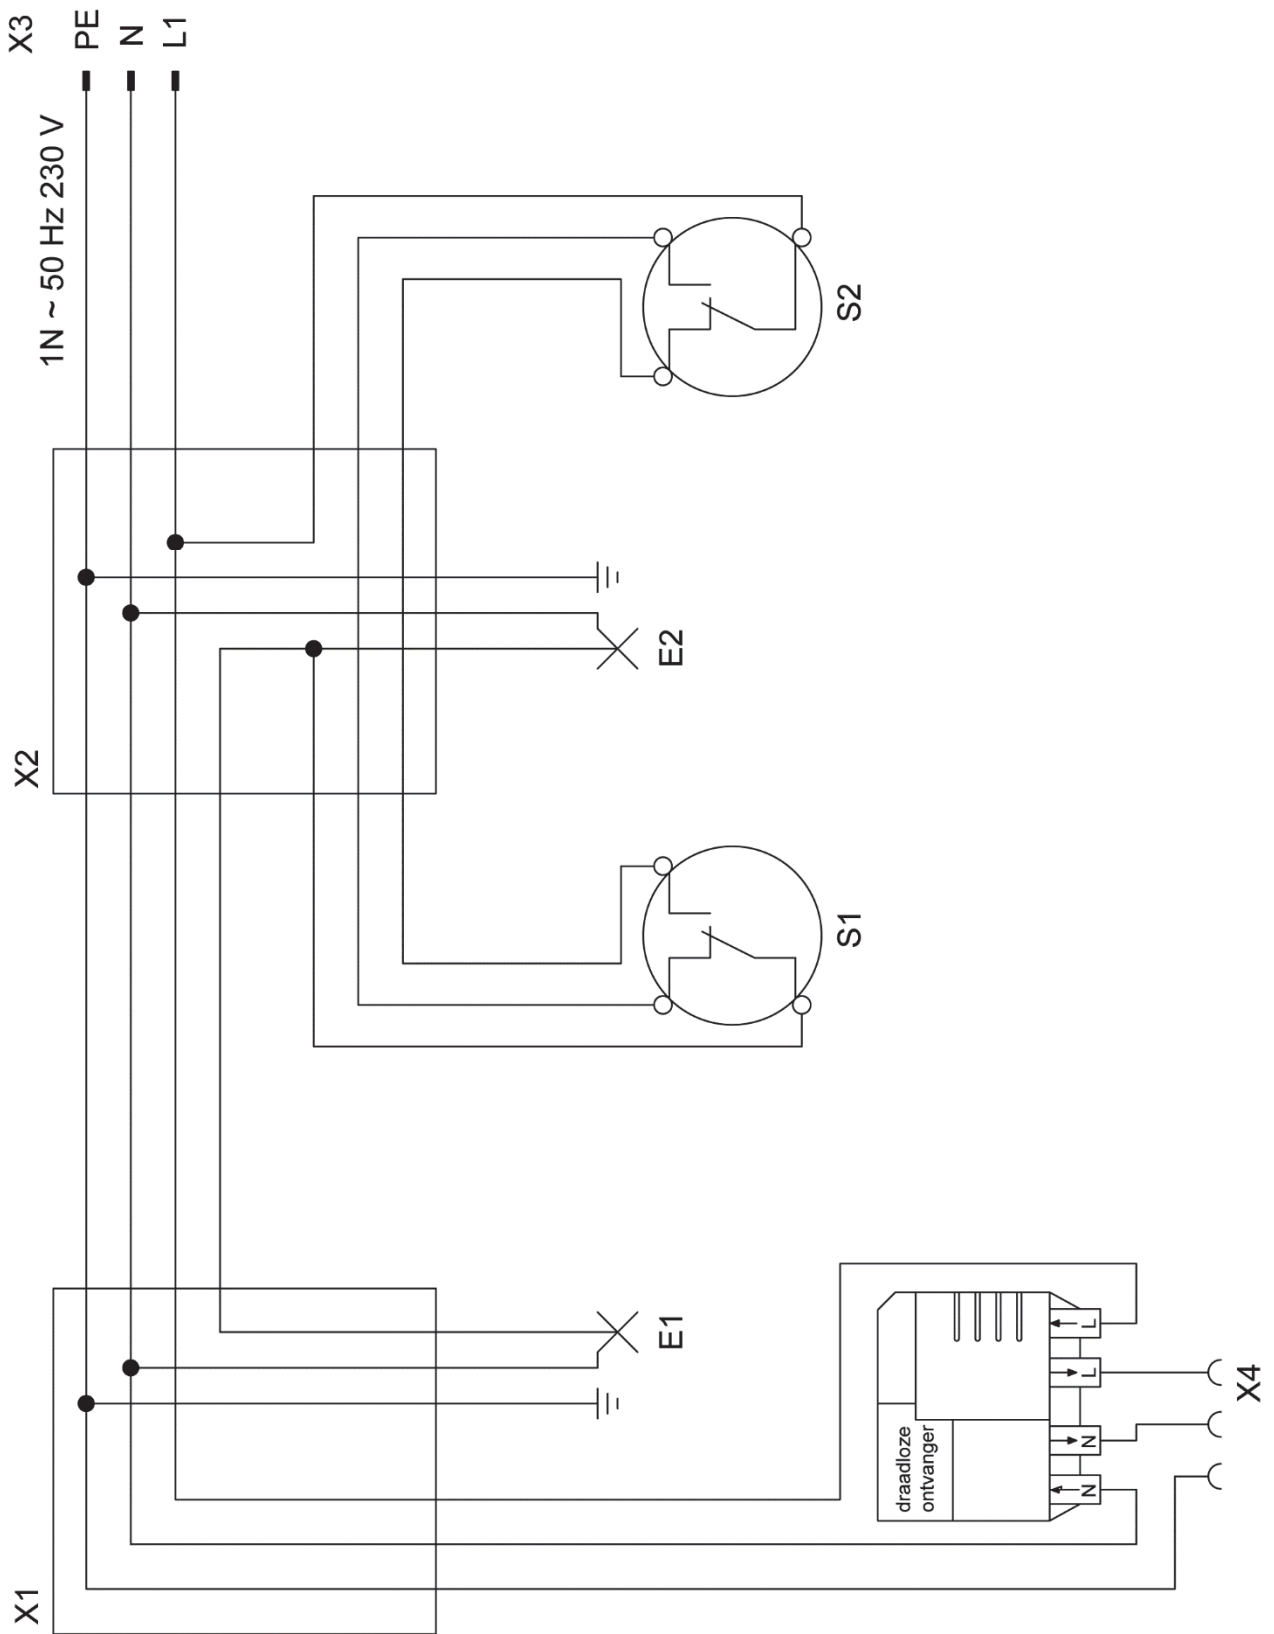 X3
PE
N
L1
1N ~ 50 Hz 230 V
X2
S2
E2
S1
X1
E1
draadloze
ontvanger
N
N
L
L
X4